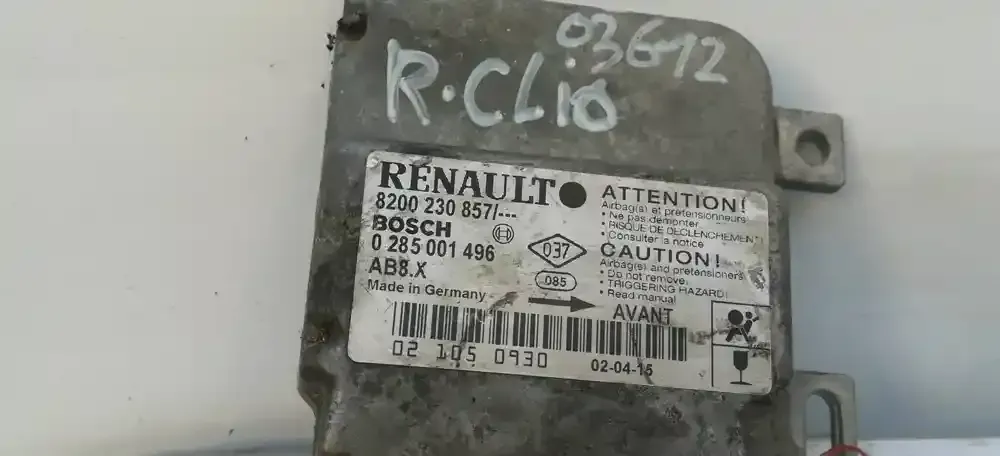 03G12
R.CLio
RENAULT
8200 230 857/---
BOSCH
0 285 001 496
AB8.X
Made in Germany
037
085
ATTENTION!
Airbag(s) et prétensionneurs
• Ne pas démonter
• RISQUE DE DECLENCHEMENT!
• Consulter la notice
CAUTION!
Airbag(s) and pretensioners
• Do not remove,
• TRIGGERING HAZARD!
• Read manual
AVANT
02 105 0930
02-04-15